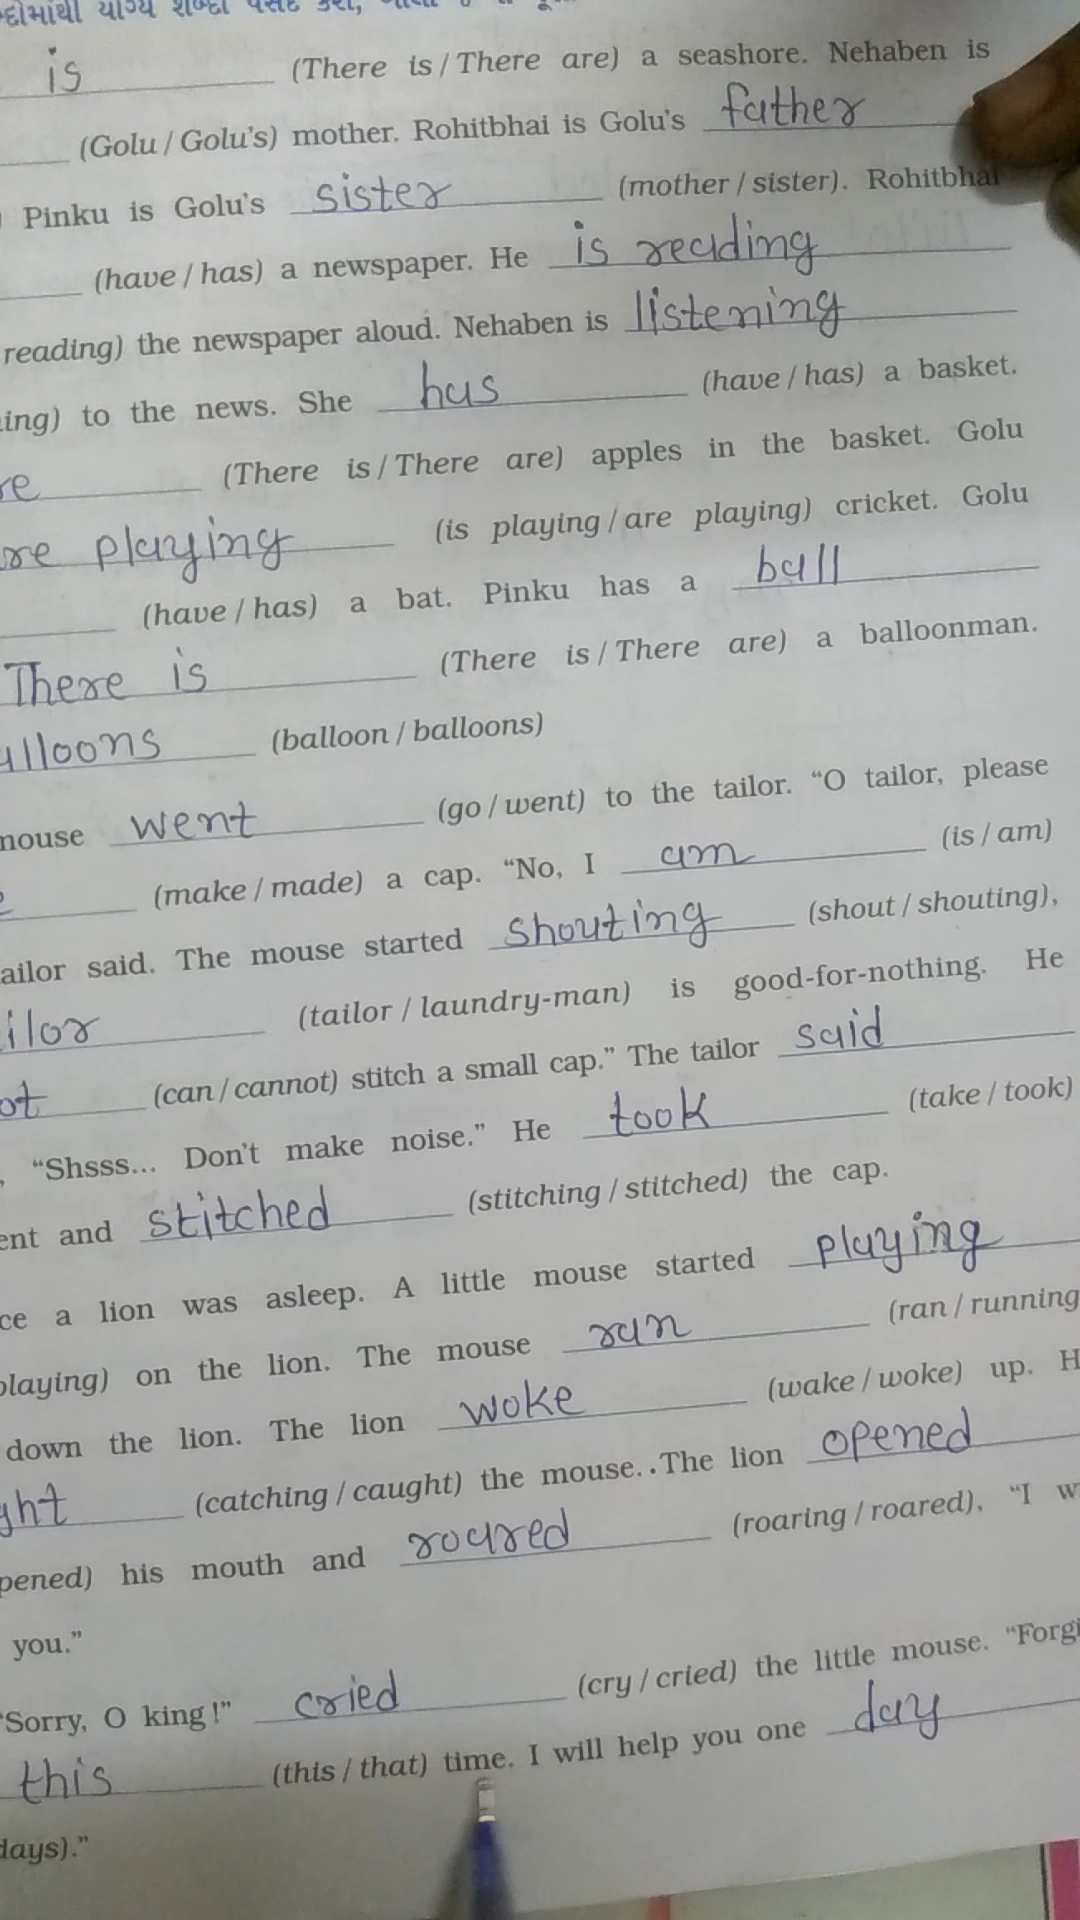 યોગ્ય શબ્દો પસંદ કરી,
is (There is / There are) a seashore. Nehaben is
(Golu / Golu's) mother. Rohitbhai is Golu's father
Pinku is Golu's sister (mother / sister). Rohitbhai
(have / has) a newspaper. He is reading
reading) the newspaper aloud. Nehaben is listening
ing) to the news. She has (have / has) a basket.
re (There is / There are) apples in the basket. Golu
re playing (is playing / are playing) cricket. Golu
(have / has) a bat. Pinku has a ball
There is (There is / There are) a balloonman.
alloons (balloon / balloons)
mouse went (go / went) to the tailor. "O tailor, please
(make / made) a cap. "No, I am (is / am)
ailor said. The mouse started shouting (shout / shouting),
ilor (tailor / laundry-man) is good-for-nothing. He
ot (can / cannot) stitch a small cap." The tailor said
, "Shsss... Don't make noise." He took (take / took)
ent and stitched (stitching / stitched) the cap.
ce a lion was asleep. A little mouse started playing
playing) on the lion. The mouse ran (ran / running
down the lion. The lion woke (wake / woke) up. H
ght (catching / caught) the mouse. .The lion opened
pened) his mouth and roared (roaring / roared), "I w
you."
"Sorry, O king !" cried (cry / cried) the little mouse. "Forgi
this (this / that) time. I will help you one day
days)."